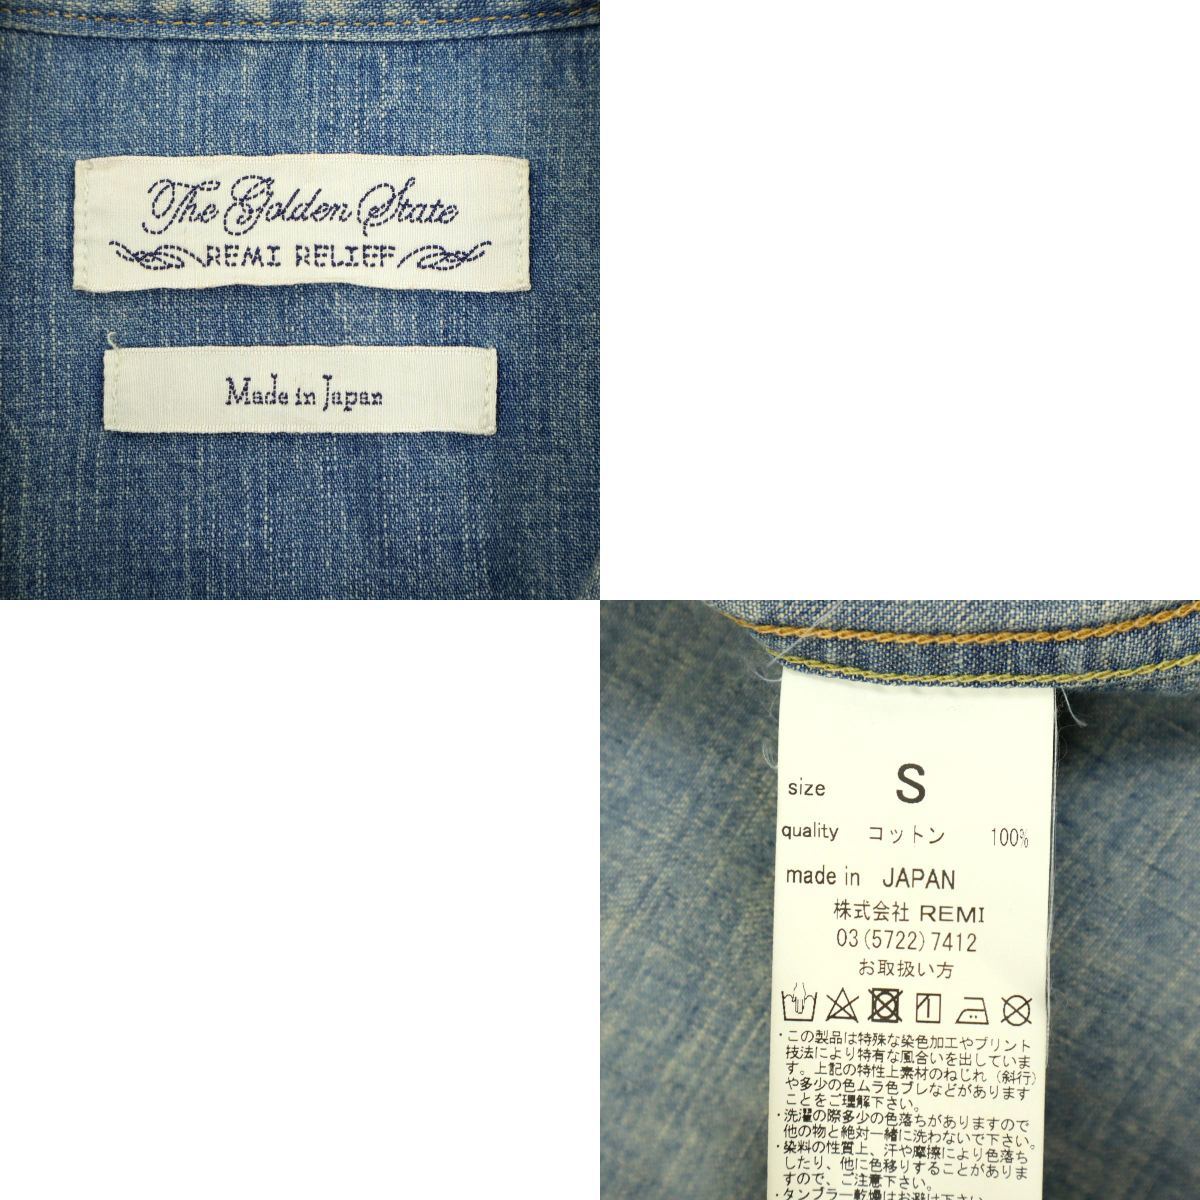 The Golden State
REMI RELIEF
Made in Japan
size S
quality コットン 100%
made in JAPAN
株式会社 REMI
03(5722)7412
お取扱い方
・この製品は特殊な染色加工やプリント
技法により特有な風合いを出していま
す。上記の特性上素材のねじれ（斜行）
や多少の色ムラ色ブレなどがあります
ことをご理解下さい。
・洗濯の際多少の色落ちがありますので
他の物と絶対一緒に洗わないで下さい。
・染料の性質上、汗や摩擦により色落ち
したり、他に色移りすることがありま
すので、ご注意下さい。
・タンブラー乾燥はお避け下さい。